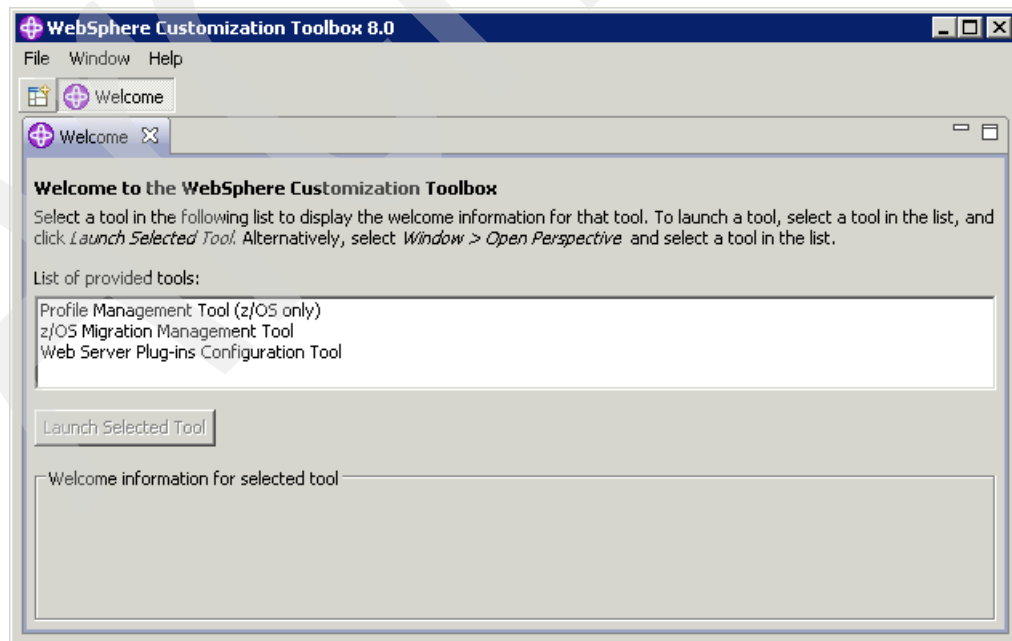 WebSphere Customization Toolbox 8.0
File Window Help
Welcome
Welcome
Welcome to the WebSphere Customization Toolbox
Select a tool in the following list to display the welcome information for that tool. To launch a tool, select a tool in the list, and
click Launch Selected Tool. Alternatively, select Window > Open Perspective and select a tool in the list.
List of provided tools:
Profile Management Tool (z/OS only)
z/OS Migration Management Tool
Web Server Plug-ins Configuration Tool
Launch Selected Tool
Welcome information for selected tool